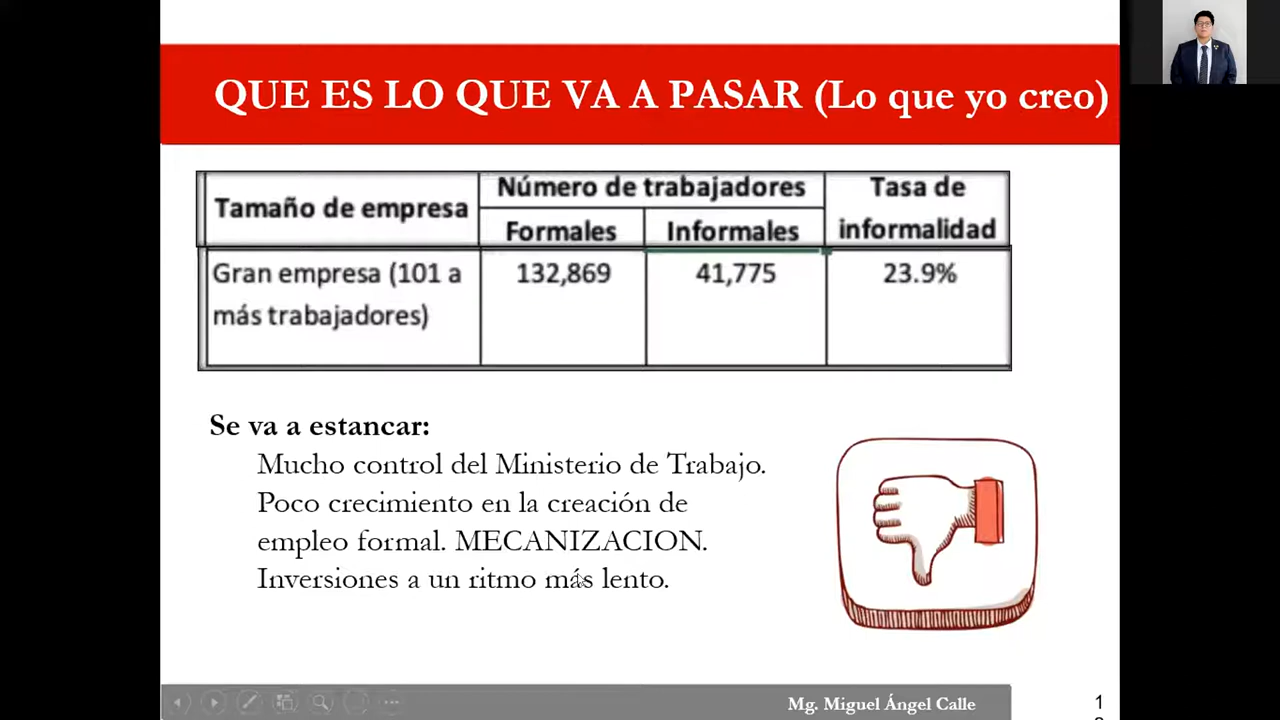 QUE ES LO QUE VA A PASAR (Lo que yo creo)
Tamaño de empresa
Número de trabajadores
Tasa de informalidad
Formales
Informales
Gran empresa (101 a más trabajadores)
132,869
41,775
23.9%
Se va a estancar:
Mucho control del Ministerio de Trabajo.
Poco crecimiento en la creación de
empleo formal. MECANIZACION.
Inversiones a un ritmo más lento.
Mg. Miguel Ángel Calle
1